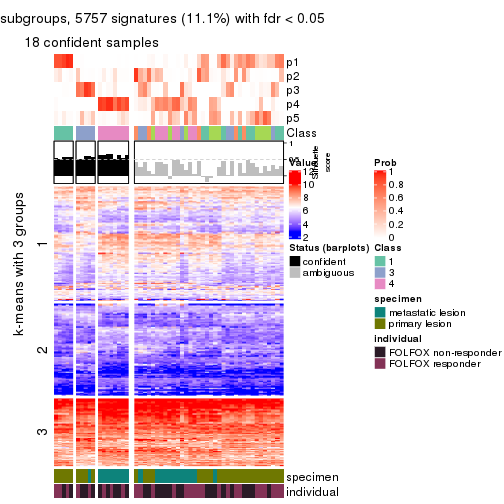 subgroups, 5757 signatures (11.1%) with fdr < 0.05
18 confident samples
p1
p2
p3
p4
p5
Class
1
Silhouette
score
k-means with 3 groups
1
2
3
Value
12
10
8
6
4
2
Status (barplots)
confident
ambiguous
Prob
1
0.8
0.6
0.4
0.2
0
Class
1
3
4
specimen
metastatic lesion
primary lesion
individual
FOLFOX non-responder
FOLFOX responder
specimen
individual